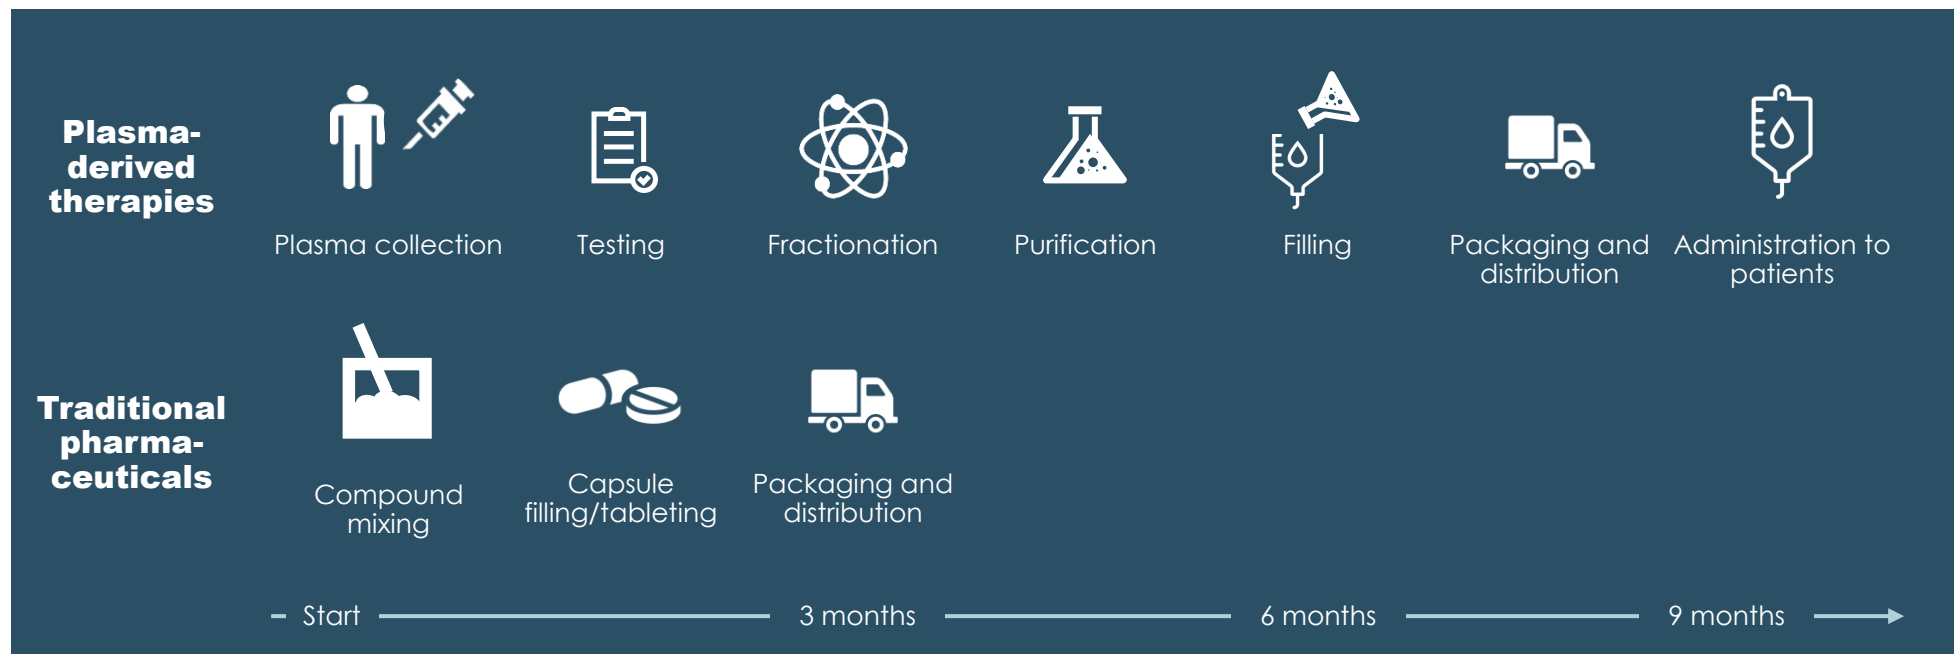 Plasma-
derived
therapies
Plasma collection
Testing
Fractionation
Purification
Filling
Packaging and
distribution
Administration to
patients
Traditional
pharma-
ceuticals
Compound
mixing
Capsule
filling/tableting
Packaging and
distribution
Start
3 months
6 months
9 months